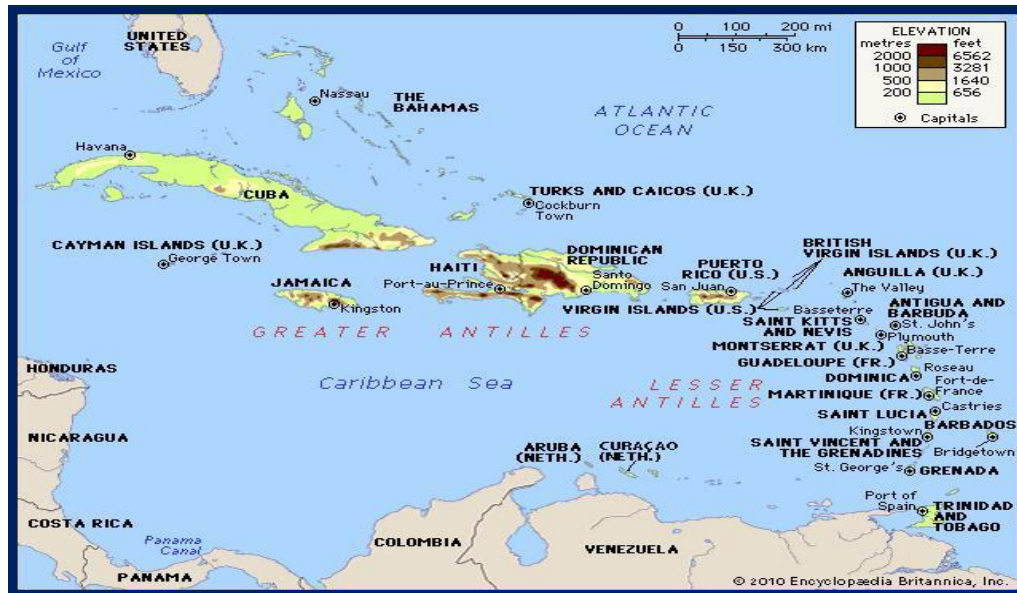 UNITED
STATES
Gulf
of
Mexico
0 100 200 mi
0 150 300 km
ELEVATION
metres feet
2000 6562
1000 3281
500 1640
200 656
Capitals
Nassau
THE
BAHAMAS
ATLANTIC
OCEAN
Havana
CUBA
TURKS AND CAICOS (U.K.)
Cockburn
Town
CAYMAN ISLANDS (U.K.)
George Town
JAMAICA
Kingston
HAITI
Port-au-Prince
DOMINICAN
REPUBLIC
Santo
Domingo
PUERTO
RICO (U.S.)
San Juan
BRITISH
VIRGIN ISLANDS (U.K.)
VIRGIN ISLANDS (U.S.)
ANGUILLA (U.K.)
The Valley
Basseterre
SAINT KITTS
AND NEVIS
ANTIGUA AND
BARBUDA
St. John's
Plymouth
MONTSERRAT (U.K.)
Basse-Terre
GUADELOUPE (FR.)
Roseau
DOMINICA
Fort-de-
France
MARTINIQUE (FR.)
Castries
SAINT LUCIA
BARBADOS
Kingstown
SAINT VINCENT AND
THE GRENADINES
Bridgetown
St. George's
GRENADA
Port of
Spain
TRINIDAD
AND
TOBAGO
GREATER ANTILLES
Caribbean Sea
LESSER
ANTILLES
ARUBA
(NETH.)
CURAÇAO
(NETH.)
HONDURAS
NICARAGUA
COSTA RICA
Panama
Canal
PANAMA
COLOMBIA
VENEZUELA
© 2010 Encyclopædia Britannica, Inc.